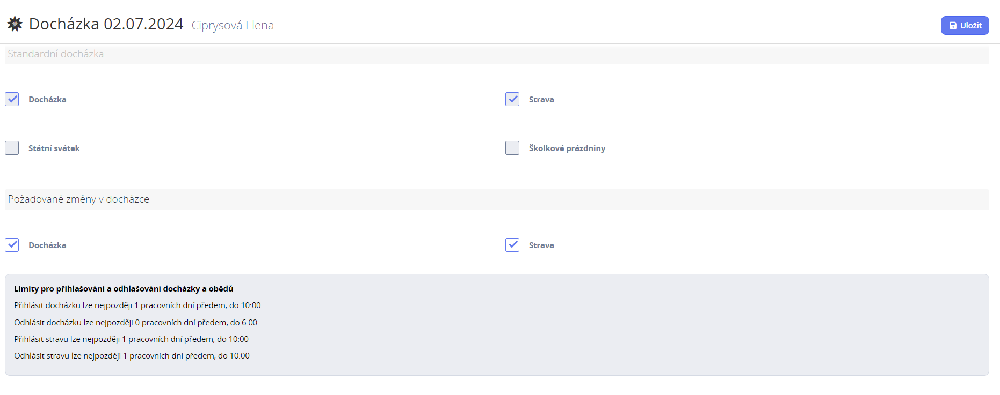 Docházka 02.07.2024 Ciprysová Elena
Uložit
Standardní docházka
Docházka
Strava
Státní svátek
Školkové prázdniny
Požadované změny v docházce
Docházka
Strava
Limity pro přihlašování a odhlašování docházky a obědů
Přihlásit docházku lze nejpozději 1 pracovních dní předem, do 10:00
Odhlásit docházku lze nejpozději 0 pracovních dní předem, do 6:00
Přihlásit stravu lze nejpozději 1 pracovních dní předem, do 10:00
Odhlásit stravu lze nejpozději 1 pracovních dní předem, do 10:00